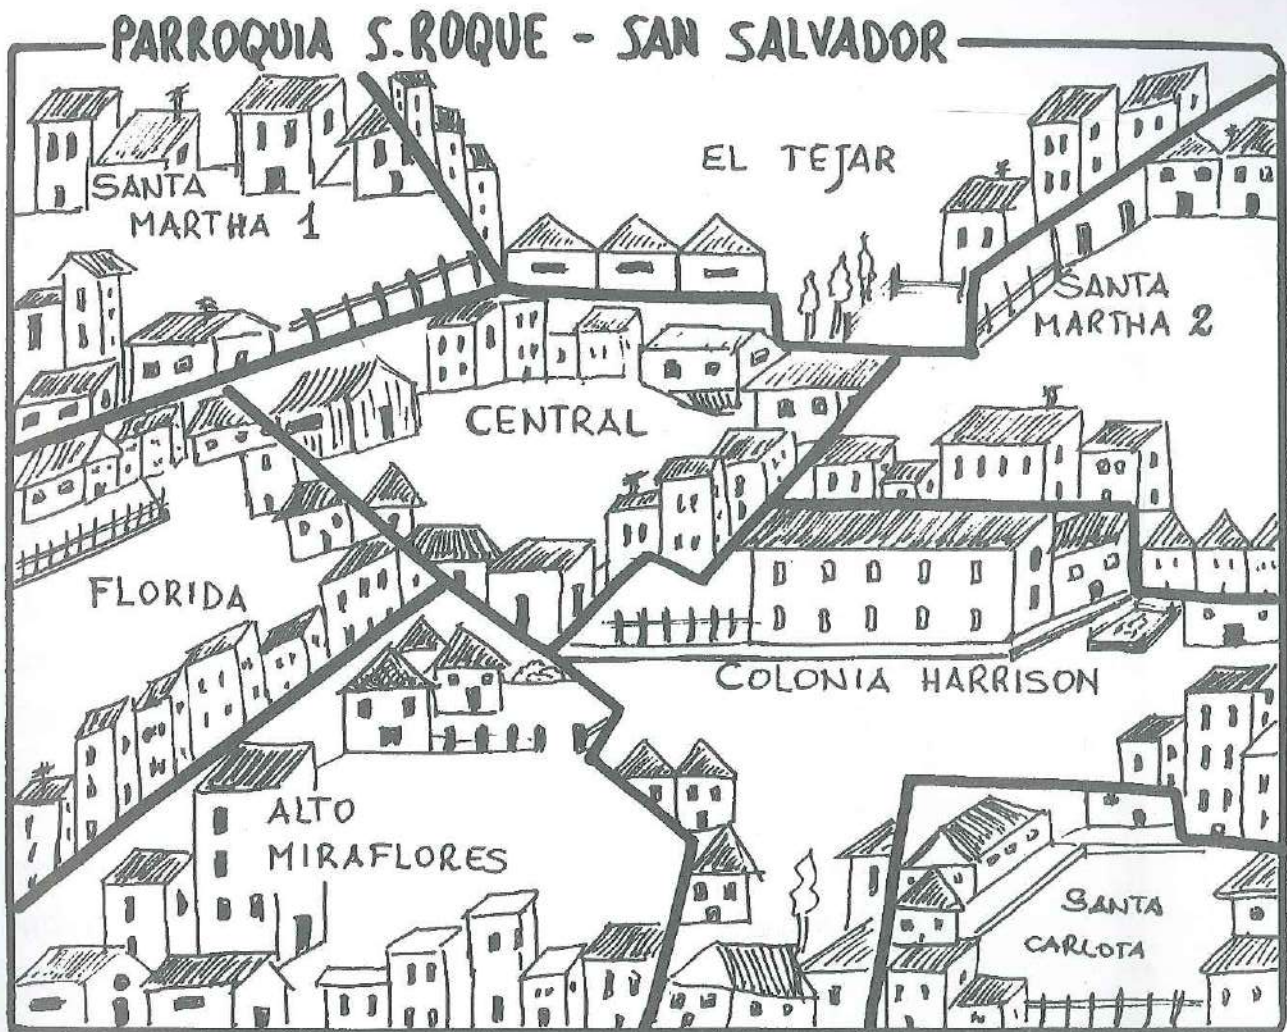 PARROQUIA S. ROQUE - SAN SALVADOR
SANTA
MARTHA 1
EL TEJAR
SANTA
MARTHA 2
CENTRAL
FLORIDA
COLONIA HARRISON
ALTO
MIRAFLORES
SANTA
CARLOTA